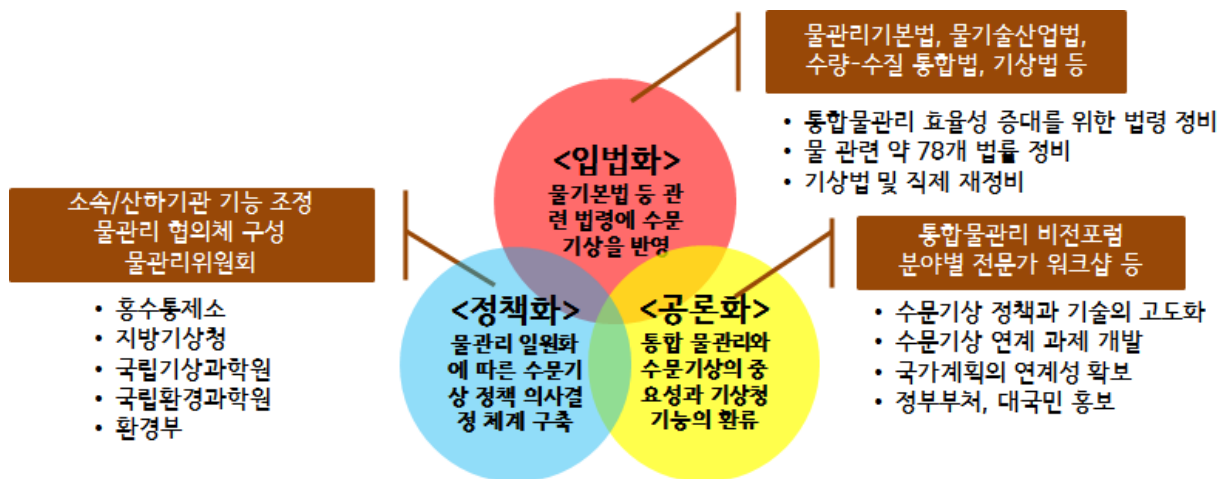 물관리기본법, 물기술산업법,
수량-수질 통합법, 기상법 등
• 통합물관리 효율성 증대를 위한 법령 정비
• 물 관련 약 78개 법률 정비
• 기상법 및 직제 재정비
<입법화>
물기본법 등 관
련 법령에 수문
기상을 반영
소속/산하기관 기능 조정
물관리 협의체 구성
물관리위원회
• 홍수통제소
• 지방기상청
• 국립기상과학원
• 국립환경과학원
• 환경부
<정책화>
물관리 일원화
에 따른 수문기
상 정책 의사결
정 체계 구축
<공론화>
통합 물관리와
수문기상의 중
요성과 기상청
기능의 환류
통합물관리 비전포럼
분야별 전문가 워크샵 등
• 수문기상 정책과 기술의 고도화
• 수문기상 연계 과제 개발
• 국가계획의 연계성 확보
• 정부부처, 대국민 홍보